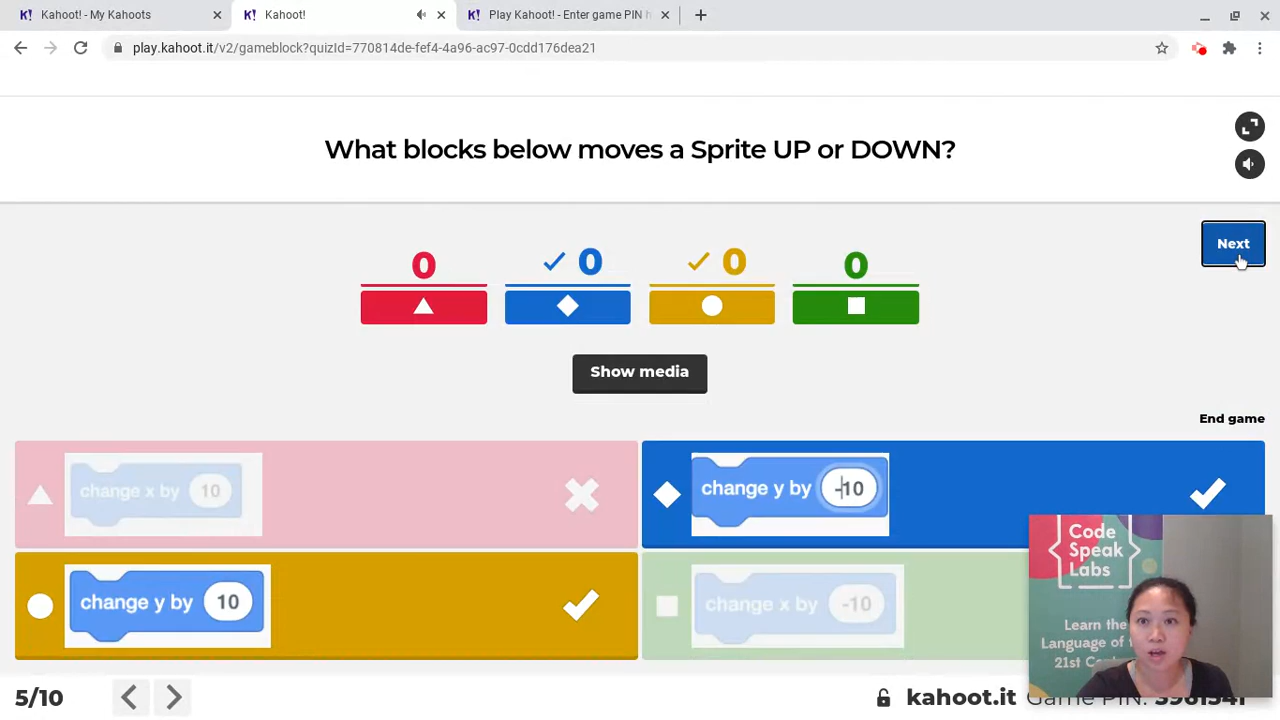 Kahoot! - My Kahoots
Kahoot!
Play Kahoot! - Enter game PIN h
play.kahoot.it/v2/gameblock?quizId=770814de-fef4-4a96-ac97-0cdd176dea21
What blocks below moves a Sprite UP or DOWN?
Next
0
0
0
0
Show media
End game
change x by 10
change y by -10
change y by 10
change x by -10
Code
Speak
Labs
Learn the
Language of
21st
5/10
kahoot.it Game PIN: